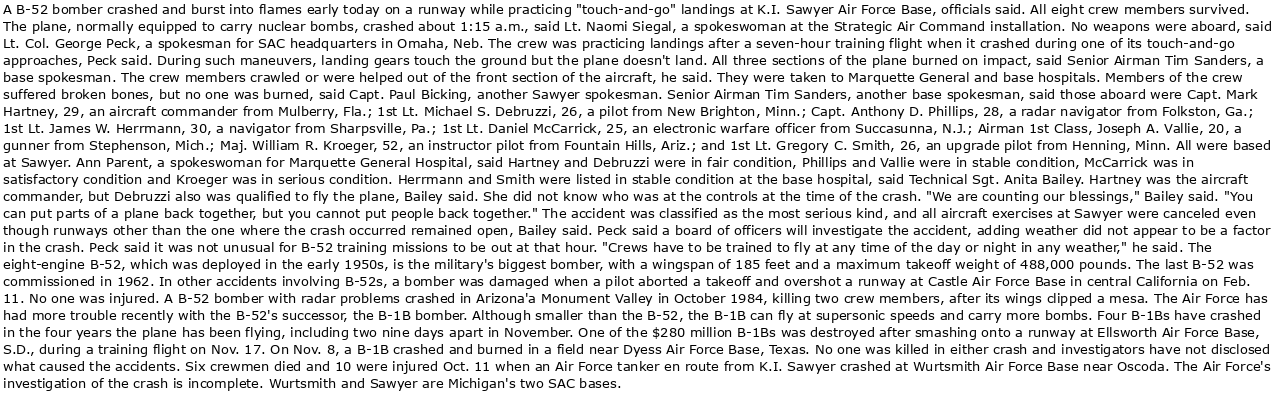 A B-52 bomber crashed and burst into flames early today on a runway while practicing "touch-and-go" landings at K.I. Sawyer Air Force Base, officials said. All eight crew members survived.
The plane, normally equipped to carry nuclear bombs, crashed about 1:15 a.m., said Lt. Naomi Siegal, a spokeswoman at the Strategic Air Command installation. No weapons were aboard, said
Lt. Col. George Peck, a spokesman for SAC headquarters in Omaha, Neb. The crew was practicing landings after a seven-hour training flight when it crashed during one of its touch-and-go
approaches, Peck said. During such maneuvers, landing gears touch the ground but the plane doesn't land. All three sections of the plane burned on impact, said Senior Airman Tim Sanders, a
base spokesman. The crew members crawled or were helped out of the front section of the aircraft, he said. They were taken to Marquette General and base hospitals. Members of the crew
suffered broken bones, but no one was burned, said Capt. Paul Bicking, another Sawyer spokesman. Senior Airman Tim Sanders, another base spokesman, said those aboard were Capt. Mark
Hartney, 29, an aircraft commander from Mulberry, Fla.; 1st Lt. Michael S. Debruzzi, 26, a pilot from New Brighton, Minn.; Capt. Anthony D. Phillips, 28, a radar navigator from Folkston, Ga.;
1st Lt. James W. Herrmann, 30, a navigator from Sharpsville, Pa.; 1st Lt. Daniel McCarrick, 25, an electronic warfare officer from Succasunna, N.J.; Airman 1st Class, Joseph A. Vallie, 20, a
gunner from Stephenson, Mich.; Maj. William R. Kroeger, 52, an instructor pilot from Fountain Hills, Ariz.; and 1st Lt. Gregory C. Smith, 26, an upgrade pilot from Henning, Minn. All were based
at Sawyer. Ann Parent, a spokeswoman for Marquette General Hospital, said Hartney and Debruzzi were in fair condition, Phillips and Vallie were in stable condition, McCarrick was in
satisfactory condition and Kroeger was in serious condition. Herrmann and Smith were listed in stable condition at the base hospital, said Technical Sgt. Anita Bailey. Hartney was the aircraft
commander, but Debruzzi also was qualified to fly the plane, Bailey said. She did not know who was at the controls at the time of the crash. "We are counting our blessings," Bailey said. "You
can put parts of a plane back together, but you cannot put people back together." The accident was classified as the most serious kind, and all aircraft exercises at Sawyer were canceled even
though runways other than the one where the crash occurred remained open, Bailey said. Peck said a board of officers will investigate the accident, adding weather did not appear to be a factor
in the crash. Peck said it was not unusual for B-52 training missions to be out at that hour. "Crews have to be trained to fly at any time of the day or night in any weather," he said. The
eight-engine B-52, which was deployed in the early 1950s, is the military's biggest bomber, with a wingspan of 185 feet and a maximum takeoff weight of 488,000 pounds. The last B-52 was
commissioned in 1962. In other accidents involving B-52s, a bomber was damaged when a pilot aborted a takeoff and overshot a runway at Castle Air Force Base in central California on Feb.
11. No one was injured. A B-52 bomber with radar problems crashed in Arizona'a Monument Valley in October 1984, killing two crew members, after its wings clipped a mesa. The Air Force has
had more trouble recently with the B-52's successor, the B-1B bomber. Although smaller than the B-52, the B-1B can fly at supersonic speeds and carry more bombs. Four B-1Bs have crashed
in the four years the plane has been flying, including two nine days apart in November. One of the $280 million B-1Bs was destroyed after smashing onto a runway at Ellsworth Air Force Base,
S.D., during a training flight on Nov. 17. On Nov. 8, a B-1B crashed and burned in a field near Dyess Air Force Base, Texas. No one was killed in either crash and investigators have not disclosed
what caused the accidents. Six crewmen died and 10 were injured Oct. 11 when an Air Force tanker en route from K.I. Sawyer crashed at Wurtsmith Air Force Base near Oscoda. The Air Force's
investigation of the crash is incomplete. Wurtsmith and Sawyer are Michigan's two SAC bases.